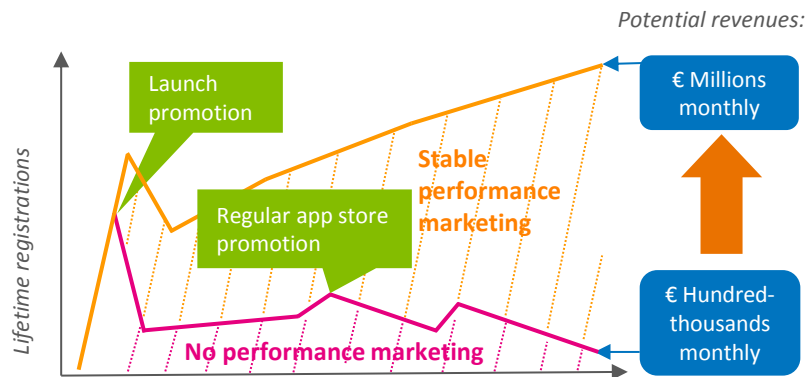 Potential revenues:
Launch
promotion
€ Millions
monthly
Lifetime registrations
Stable
performance
marketing
Regular app store
promotion
€ Hundred-
thousands
monthly
No performance marketing